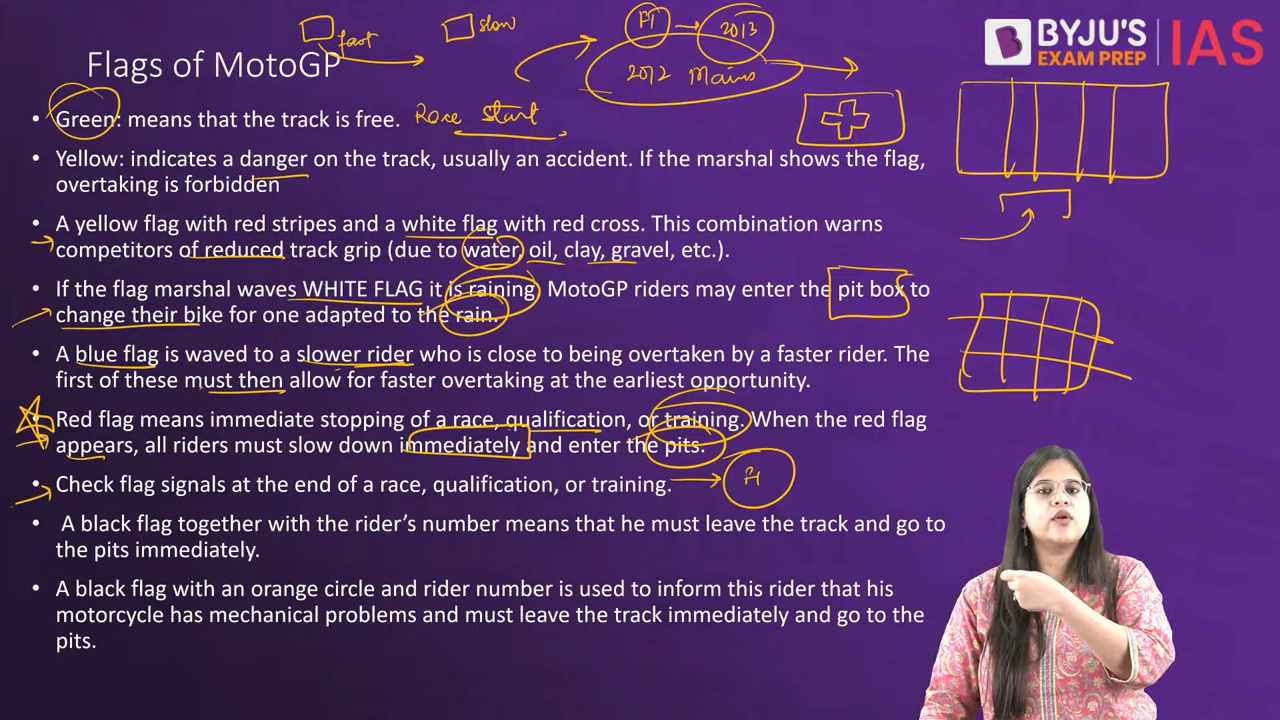 fast
slow
PT
2013
BYJU'S
EXAM PREP
IAS
Flags of MotoGP
2012 Mains
• Green: means that the track is free.
Race start
• Yellow: indicates a danger on the track, usually an accident. If the marshal shows the flag,
overtaking is forbidden
• A yellow flag with red stripes and a white flag with red cross. This combination warns
competitors of reduced track grip (due to water, oil, clay, gravel, etc.).
• If the flag marshal waves WHITE FLAG it is raining. MotoGP riders may enter the pit box to
change their bike for one adapted to the rain.
• A blue flag is waved to a slower rider who is close to being overtaken by a faster rider. The
first of these must then allow for faster overtaking at the earliest opportunity.
• Red flag means immediate stopping of a race, qualification, or training. When the red flag
appears, all riders must slow down immediately and enter the pits.
• Check flag signals at the end of a race, qualification, or training.
• A black flag together with the rider's number means that he must leave the track and go to
the pits immediately.
• A black flag with an orange circle and rider number is used to inform this rider that his
motorcycle has mechanical problems and must leave the track immediately and go to the
pits.